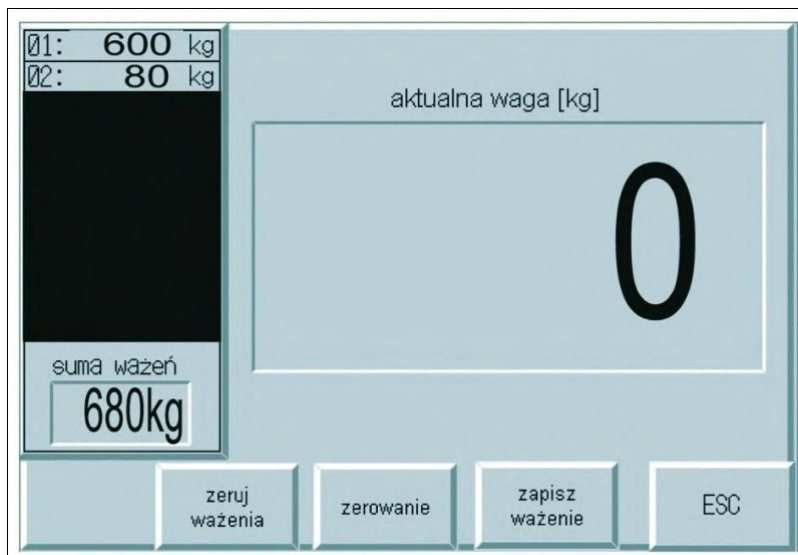 01: 600 kg
02: 80 kg
aktualna waga [kg]
0
suma ważeń
680kg
zeruj
ważenia
zerowanie
zapisz
ważenie
ESC